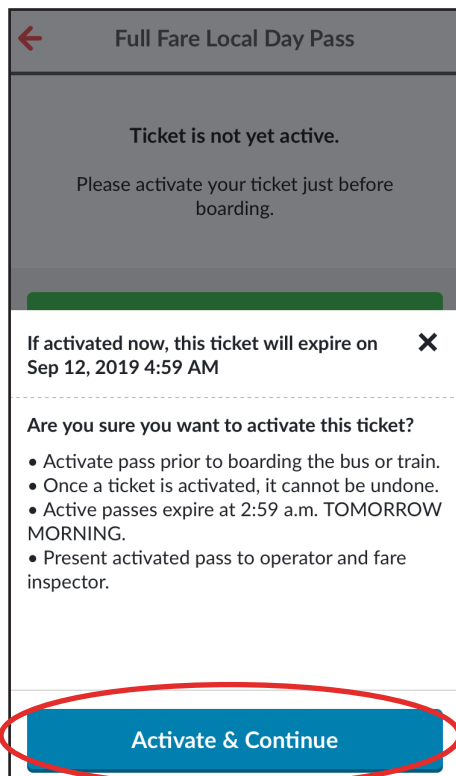 Full Fare Local Day Pass
Ticket is not yet active.
Please activate your ticket just before
boarding.
If activated now, this ticket will expire on
Sep 12, 2019 4:59 AM
Are you sure you want to activate this ticket?
• Activate pass prior to boarding the bus or train.
• Once a ticket is activated, it cannot be undone.
• Active passes expire at 2:59 a.m. TOMORROW
MORNING.
• Present activated pass to operator and fare
inspector.
Activate & Continue